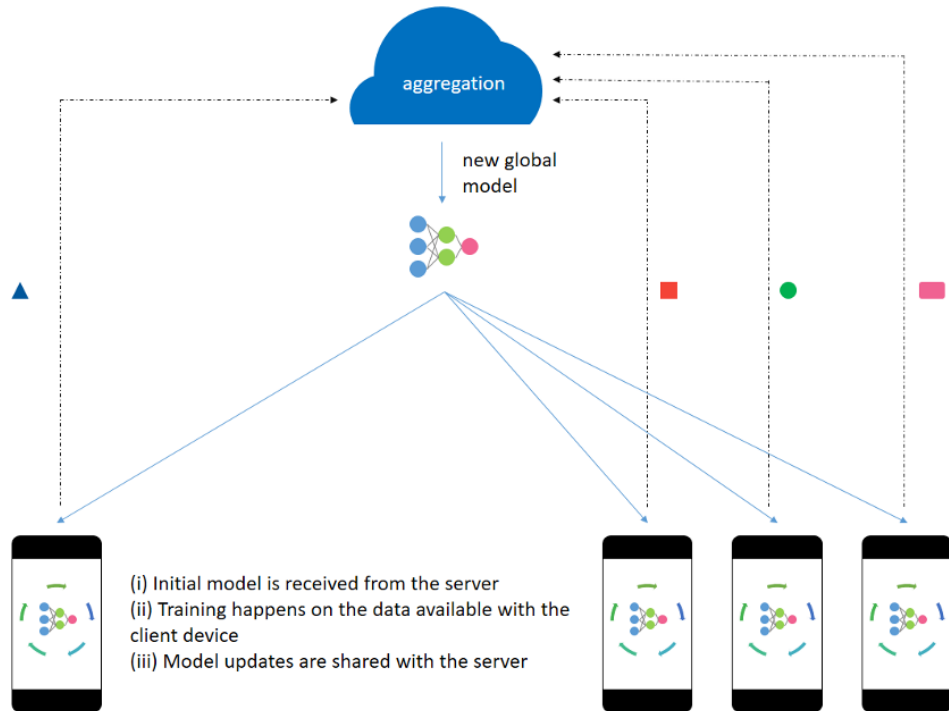 aggregation
new global
model
(i) Initial model is received from the server
(ii) Training happens on the data available with the
client device
(iii) Model updates are shared with the server